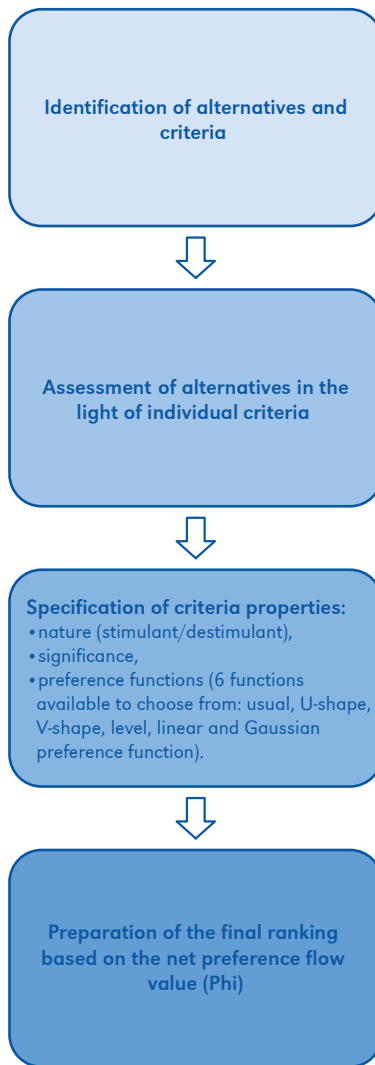 Identification of alternatives and
criteria
Assessment of alternatives in the
light of individual criteria
Specification of criteria properties:
•nature (stimulant/destimulant),
•significance,
•preference functions (6 functions
available to choose from: usual, U-shape,
V-shape, level, linear and Gaussian
preference function).
Preparation of the final ranking
based on the net preference flow
value (Phi)